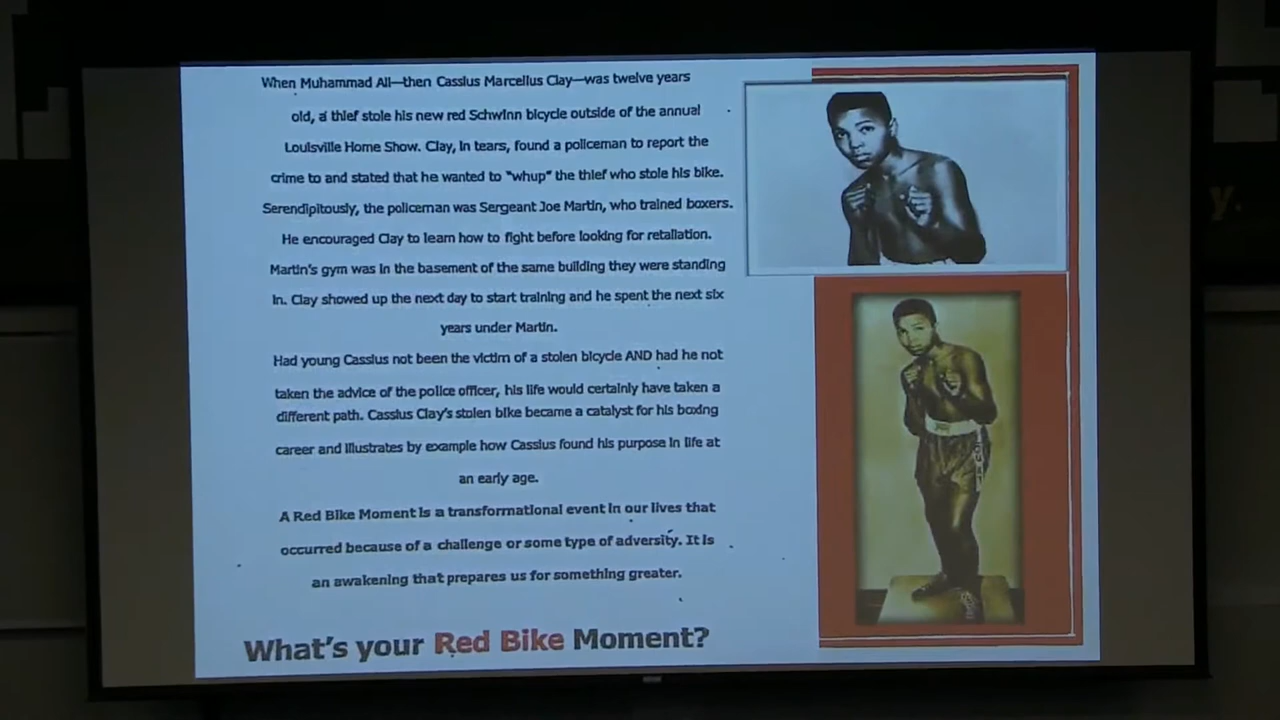 When Muhammad Ali—then Cassius Marcellus Clay—was twelve years
old, a thief stole his new red Schwinn bicycle outside of the annual
Louisville Home Show. Clay, in tears, found a policeman to report the
crime to and stated that he wanted to "whup" the thief who stole his bike.
Serendipitously, the policeman was Sergeant Joe Martin, who trained boxers.
He encouraged Clay to learn how to fight before looking for retaliation.
Martin's gym was in the basement of the same building they were standing
in. Clay showed up the next day to start training and he spent the next six
years under Martin.
Had young Cassius not been the victim of a stolen bicycle AND had he not
taken the advice of the police officer, his life would certainly have taken a
different path. Cassius Clay's stolen bike became a catalyst for his boxing
career and illustrates by example how Cassius found his purpose in life at
an early age.
A Red Bike Moment is a transformational event in our lives that
occurred because of a challenge or some type of adversity. It is
an awakening that prepares us for something greater.
What's your Red Bike Moment?
y.